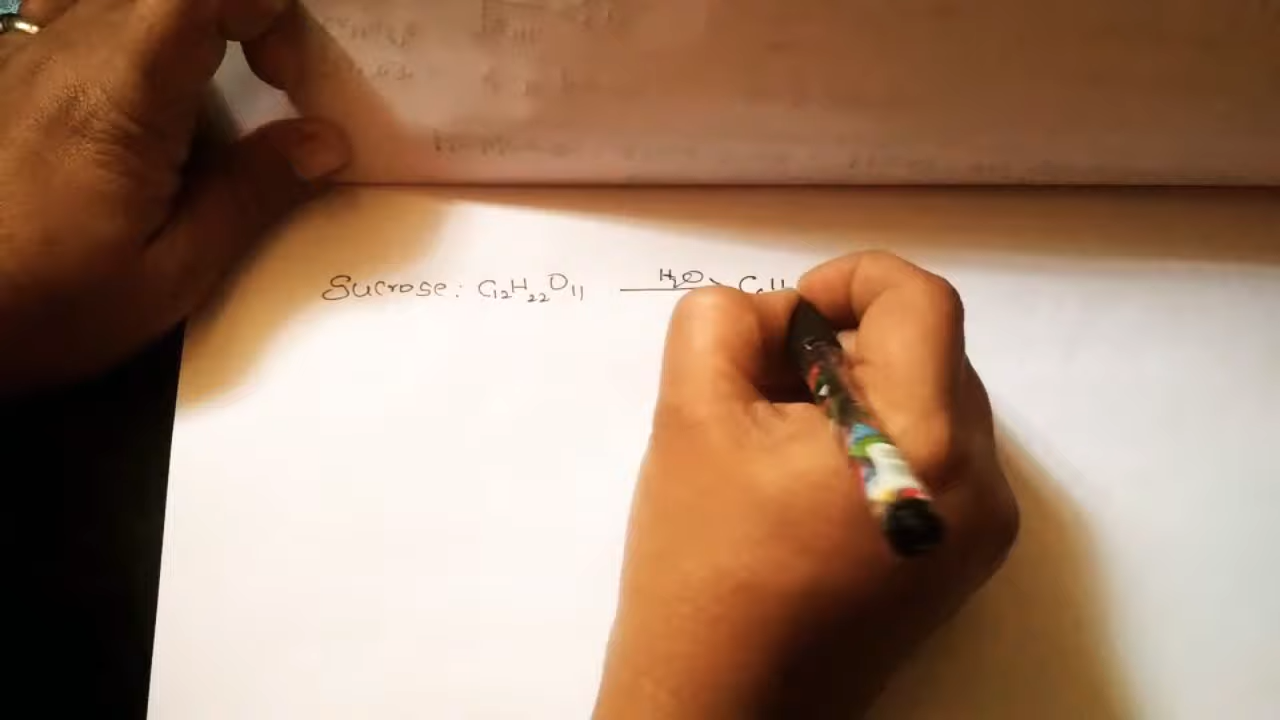 Sucrose: C₁₂H₂₂O₁₁ H₂O → C₆H